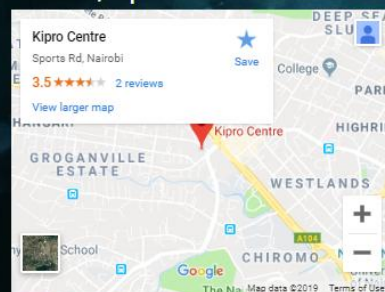 Kipro Centre
Sports Rd, Nairobi
Save
3.5
2 reviews
View larger map
DEEP SEA
SLU
College
PAR
Kipro Centre
HIGHRI
GROGANVILLE
ESTATE
WESTLANDS
A104
School
CHIROMO
Google
Map data ©2019
Terms of Use